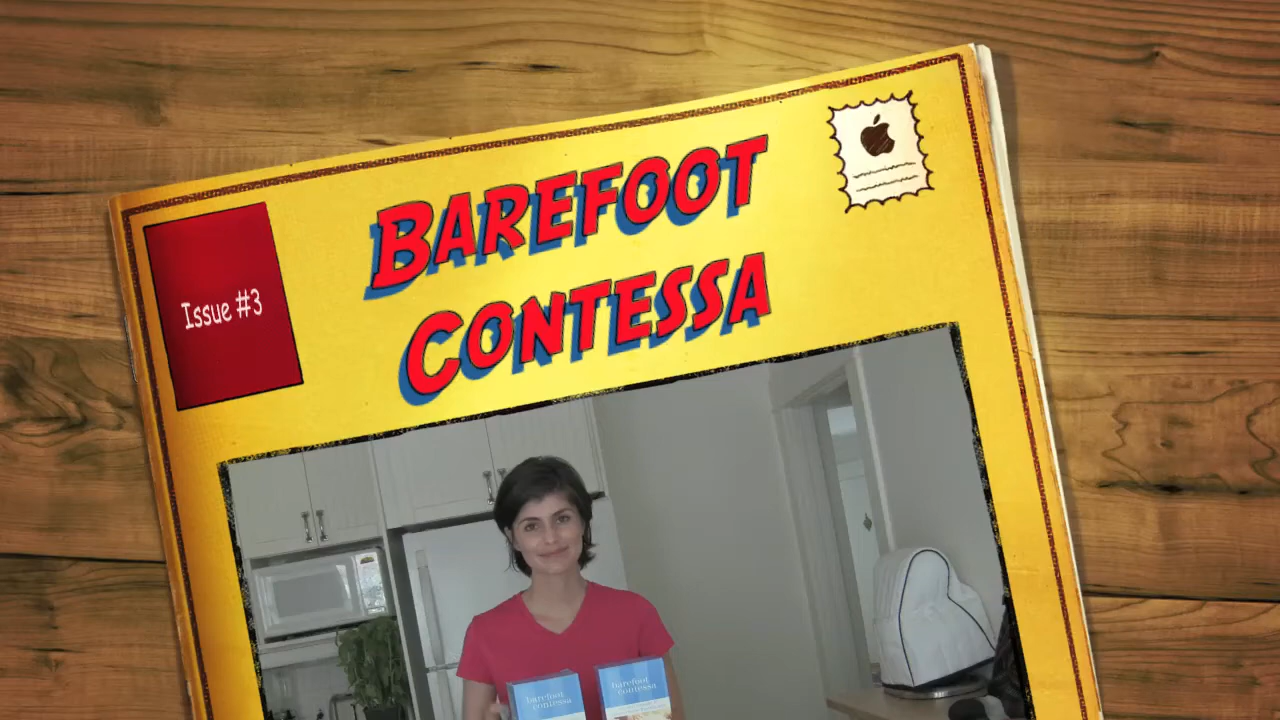 Issue #3
BAREFOOT
CONTESSA
barefoot
contessa
barefoot
contessa